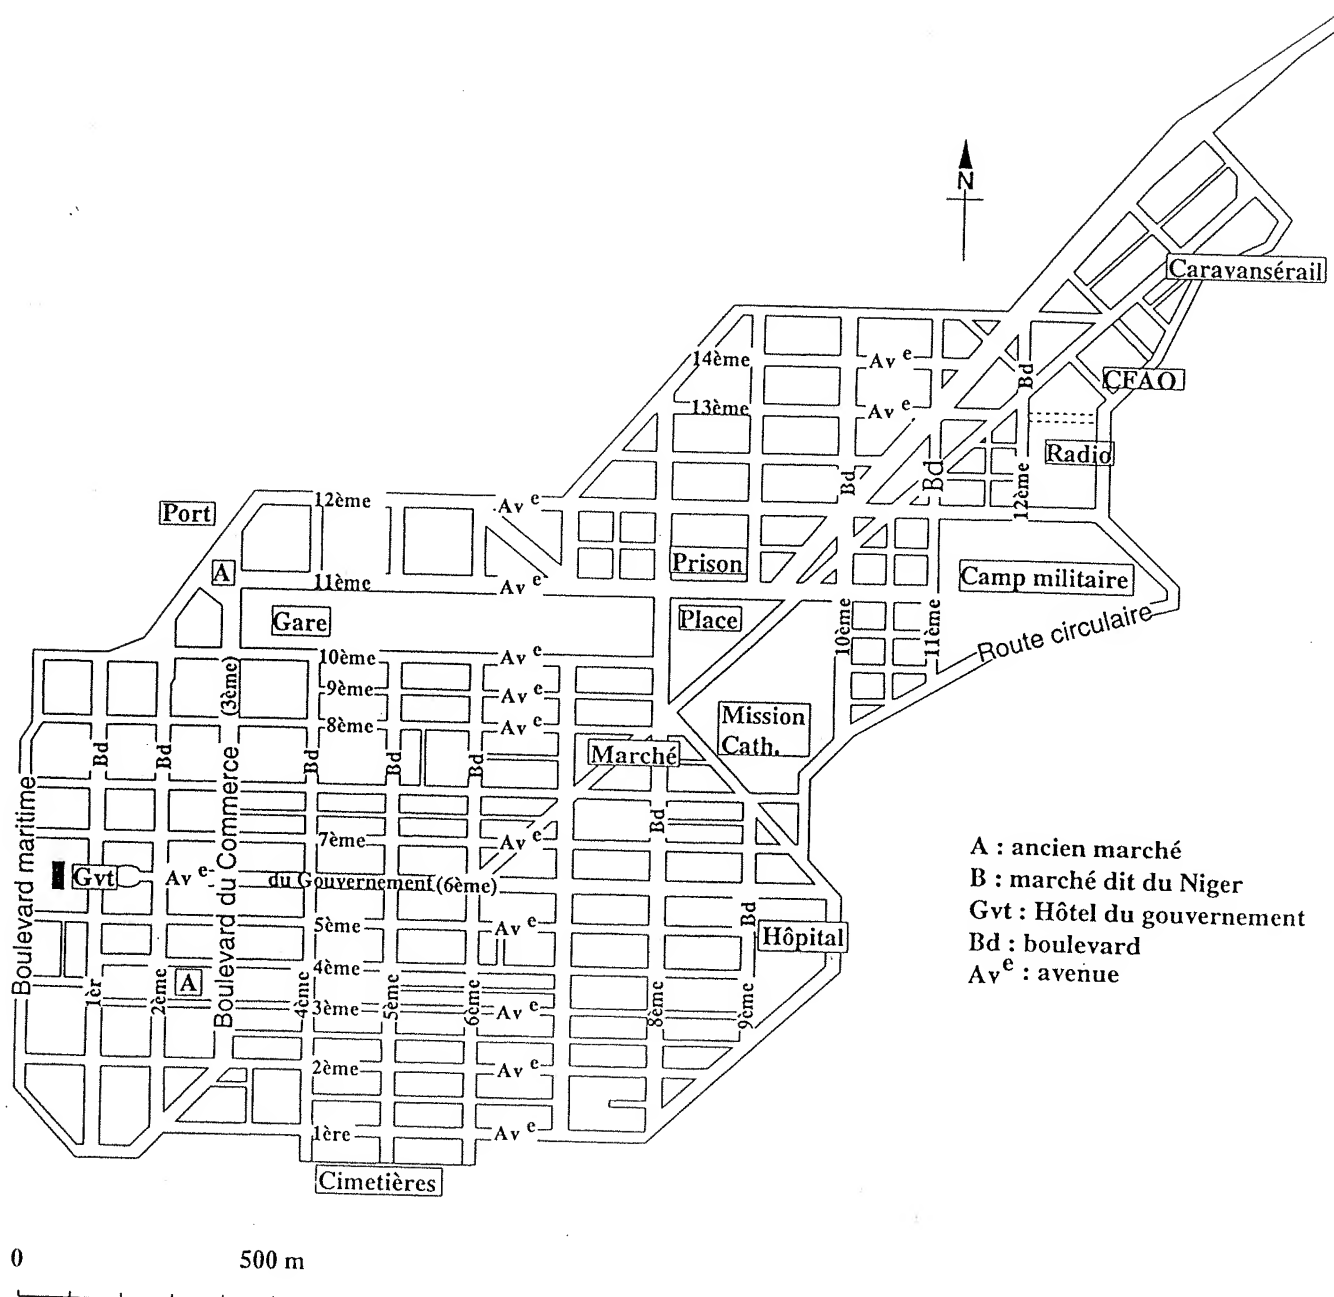 N
Caravansérail
14ème
Av e
Bd
CFAO
13ème
Av e
Radio
Bd
Bd
12ème
12ème
Av e
Port
Prison
A
11ème
Av e
Camp militaire
Gare
Place
10ème
11ème
Route circulaire
10ème
Av e
(3ème)
9ème
Av e
8ème
Av e
Mission
Cath.
Marché
Bd
Bd
Bd
Bd
Bd
Bd
Boulevard maritime
Boulevard du Commerce
7ème
Av e
Gvt
Av e
du Gouvernement (6ème)
5ème
Av e
Bd
Hôpital
4ème
A
1èr
2ème
4ème
3ème
5ème
6ème
Av e
8ème
9ème
2ème
Av e
1ère
Av e
Cimetières
A : ancien marché
B : marché dit du Niger
Gvt : Hôtel du gouvernement
Bd : boulevard
Av e : avenue
0 500 m